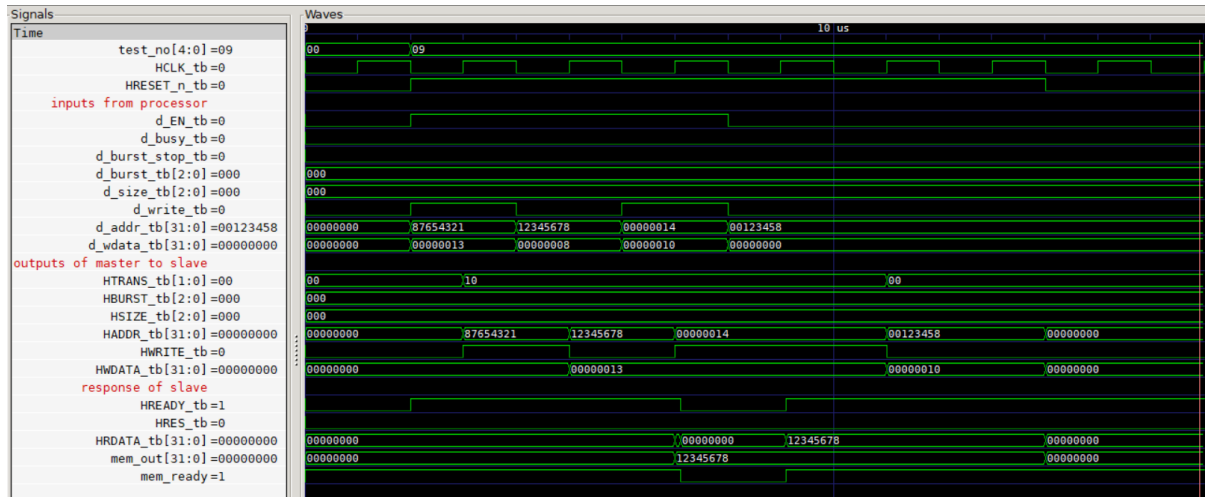 Signals Waves
Time 10 us
test_no[4:0] =09 00 09
HCLK_tb =0
HRESET_n_tb =0
inputs from processor
d_EN_tb =0
d_busy_tb =0
d_burst_stop_tb =0
d_burst_tb[2:0] =000 000
d_size_tb[2:0] =000 000
d_write_tb =0
d_addr_tb[31:0] =00123458 00000000 87654321 12345678 00000014 00123458
d_wdata_tb[31:0] =00000000 00000000 00000013 00000008 00000010 00000000
outputs of master to slave
HTRANS_tb[1:0] =00 00 10 00
HBURST_tb[2:0] =000 000
HSIZE_tb[2:0] =000 000
HADDR_tb[31:0] =00000000 00000000 87654321 12345678 00000014 00123458 00000000
HWRITE_tb =0
HWDATA_tb[31:0] =00000000 00000000 00000013 00000010 00000000
response of slave
HREADY_tb =1
HRES_tb =0
HRDATA_tb[31:0] =00000000 00000000 00000000 12345678 00000000
mem_out[31:0] =00000000 00000000 12345678 00000000
mem_ready =1